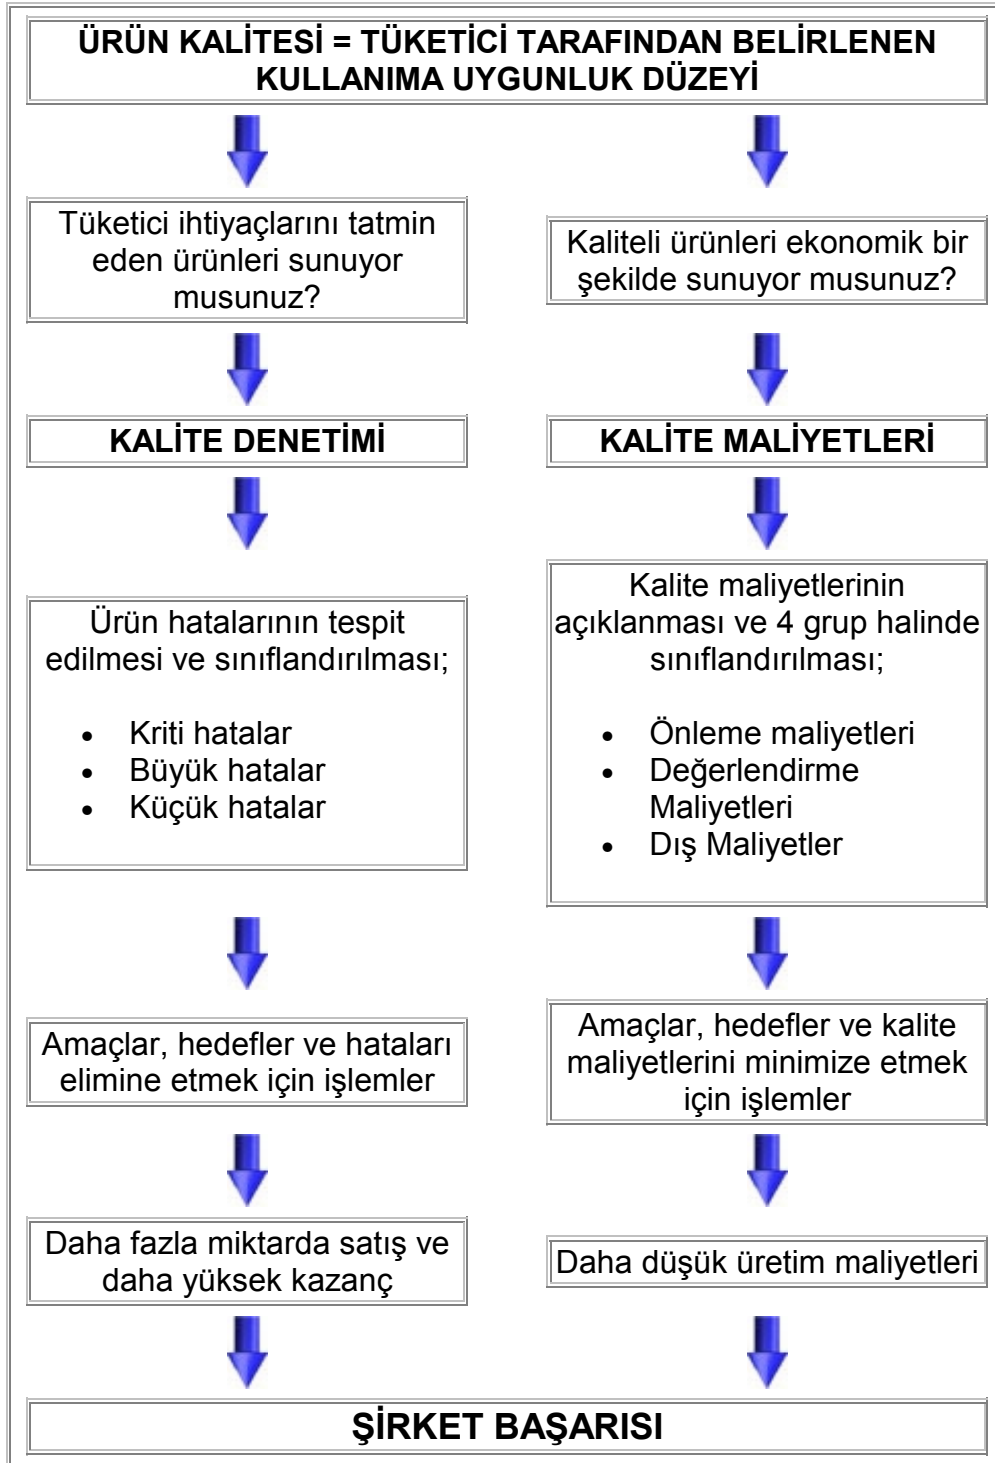 ÜRÜN KALİTESİ = TÜKETİCİ TARAFINDAN BELİRLENEN
KULLANIMA UYGUNLUK DÜZEYİ
Tüketici ihtiyaçlarını tatmin
eden ürünleri sunuyor
musunuz?
Kaliteli ürünleri ekonomik bir
şekilde sunuyor musunuz?
KALİTE DENETİMİ
KALİTE MALİYETLERİ
Ürün hatalarının tespit
edilmesi ve sınıflandırılması;
• Kriti hatalar
• Büyük hatalar
• Küçük hatalar
Kalite maliyetlerinin
açıklanması ve 4 grup halinde
sınıflandırılması;
• Önleme maliyetleri
• Değerlendirme
Maliyetleri
• Dış Maliyetler
Amaçlar, hedefler ve hataları
elimine etmek için işlemler
Amaçlar, hedefler ve kalite
maliyetlerini minimize etmek
için işlemler
Daha fazla miktarda satış ve
daha yüksek kazanç
Daha düşük üretim maliyetleri
ŞİRKET BAŞARISI